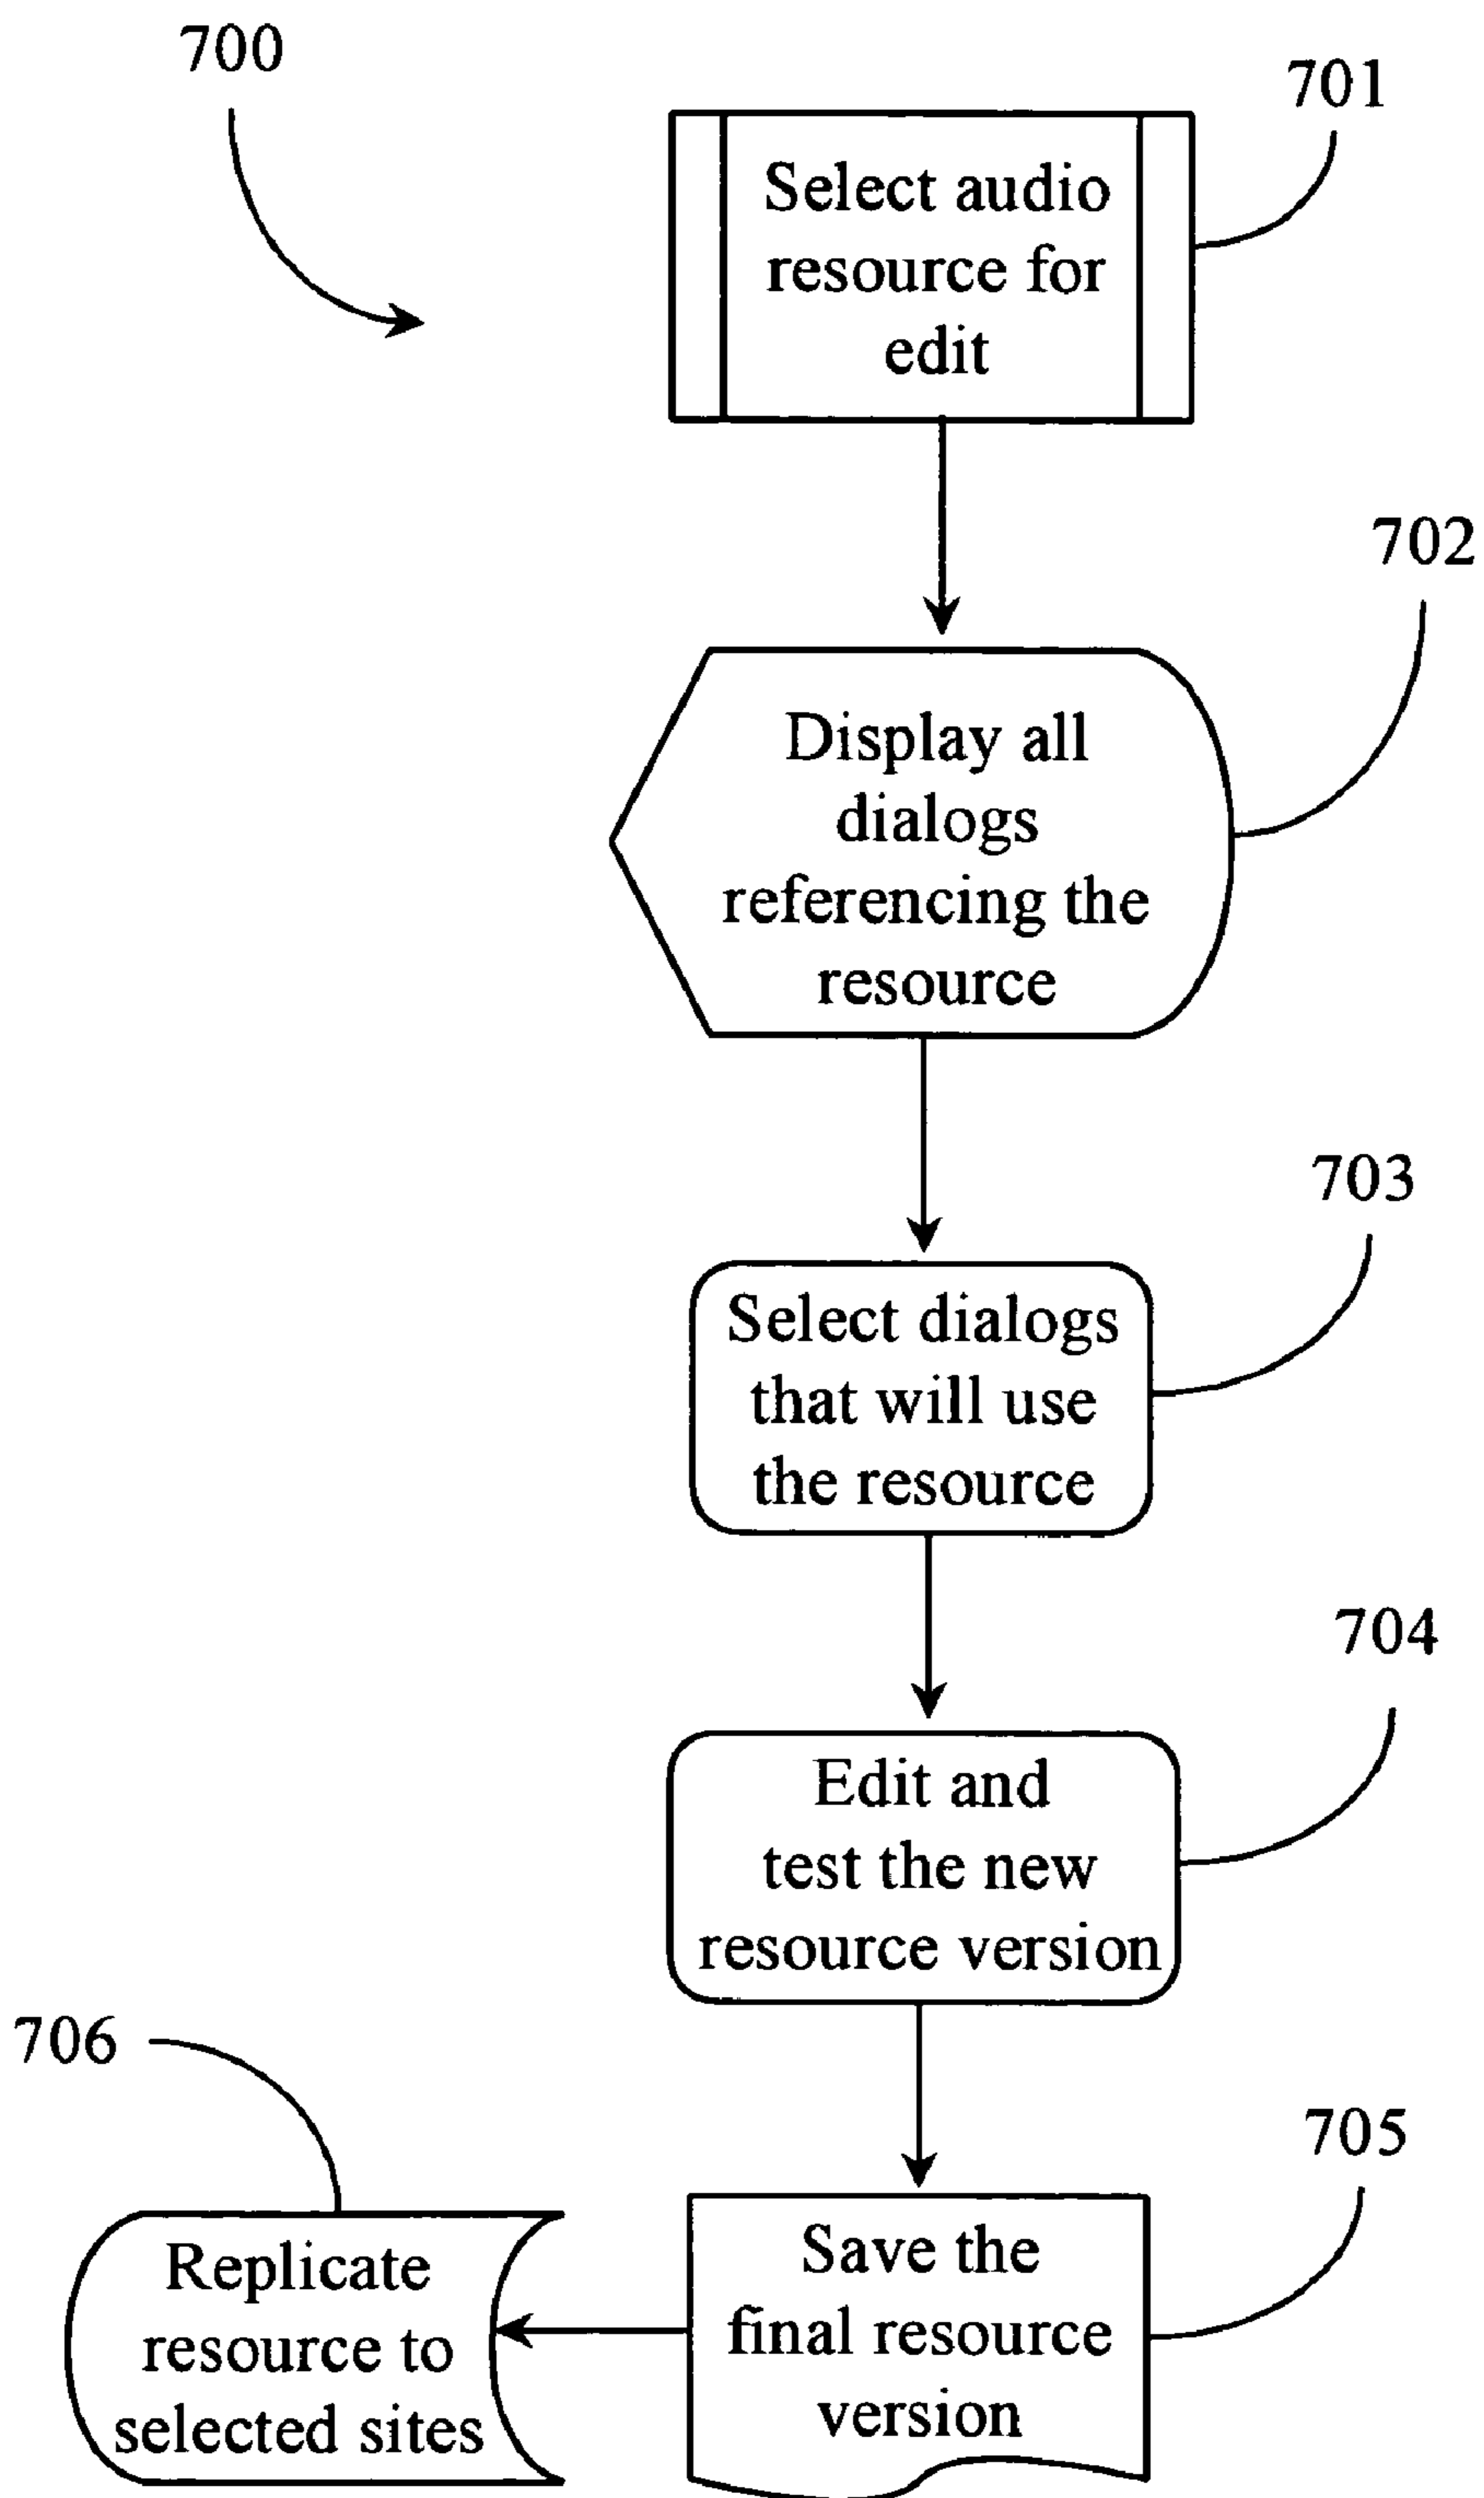 700
701
Select audio
resource for
edit
702
Display all
dialogs
referencing the
resource
703
Select dialogs
that will use
the resource
704
Edit and
test the new
resource version
706
705
Replicate
resource to
selected sites
Save the
final resource
version